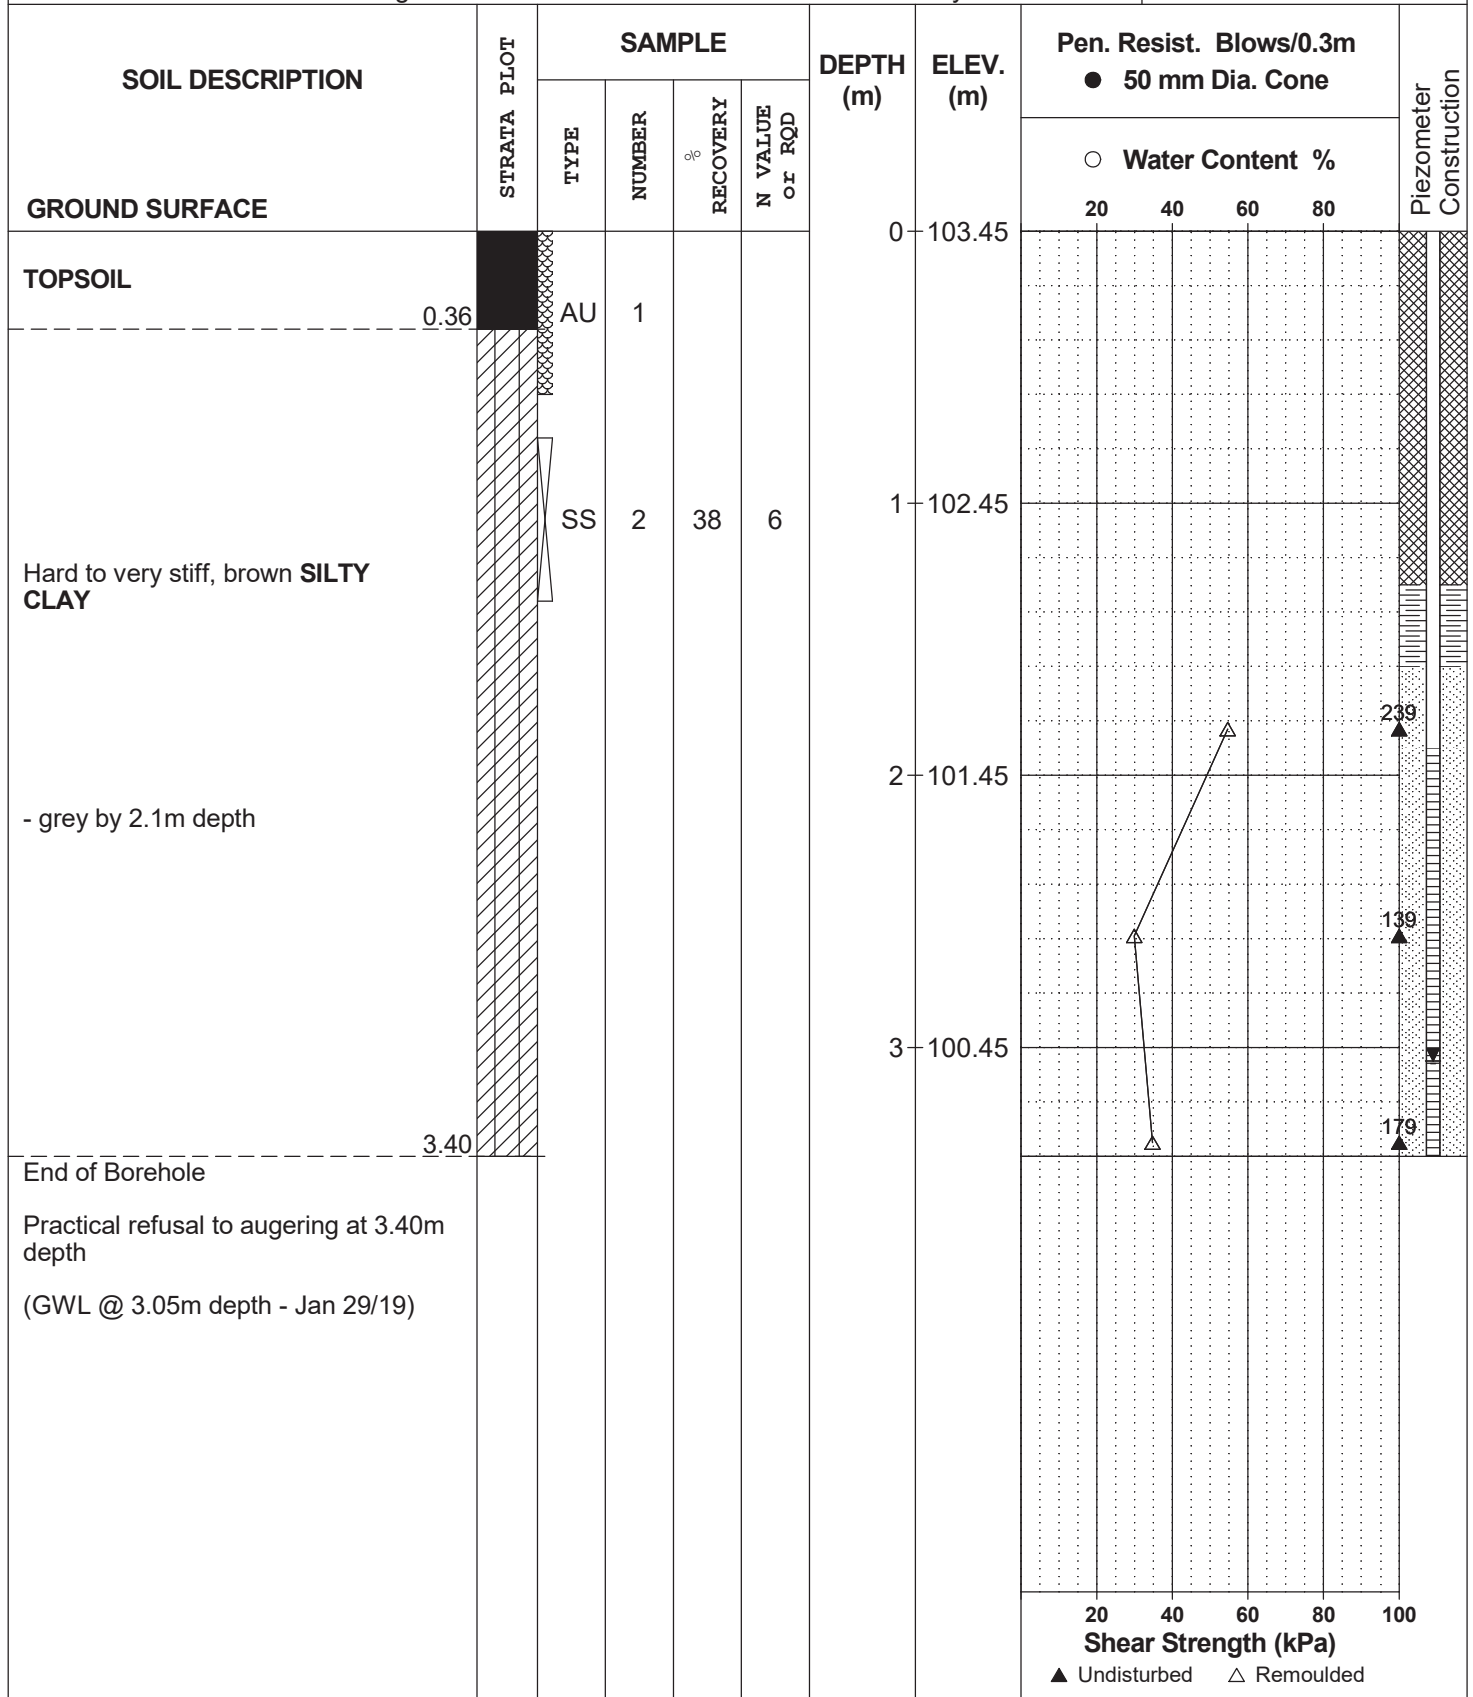 SOIL DESCRIPTION
GROUND SURFACE
STRATA PLOT
SAMPLE
TYPE
NUMBER
%
RECOVERY
N VALUE
or RQD
DEPTH
(m)
ELEV.
(m)
Pen. Resist. Blows/0.3m
● 50 mm Dia. Cone
○ Water Content %
20 40 60 80
Piezometer
Construction
0 103.45
TOPSOIL
0.36
AU 1
1 102.45
SS 2 38 6
Hard to very stiff, brown SILTY
CLAY
239
2 101.45
- grey by 2.1m depth
139
3 100.45
179
3.40
End of Borehole
Practical refusal to augering at 3.40m
depth
(GWL @ 3.05m depth - Jan 29/19)
20 40 60 80 100
Shear Strength (kPa)
▲ Undisturbed △ Remoulded